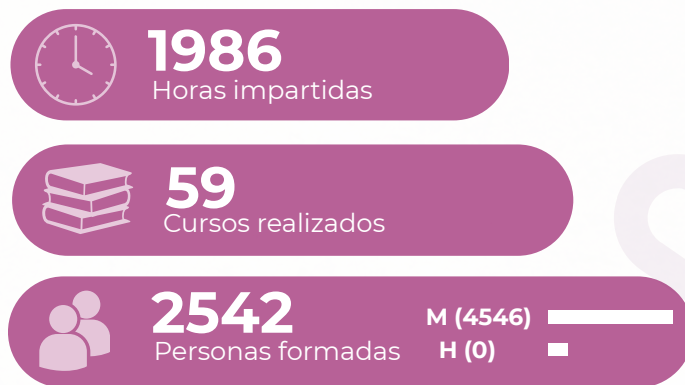 1986
Horas impartidas
59
Cursos realizados
2542
Personas formadas
M (4546)
H (0)